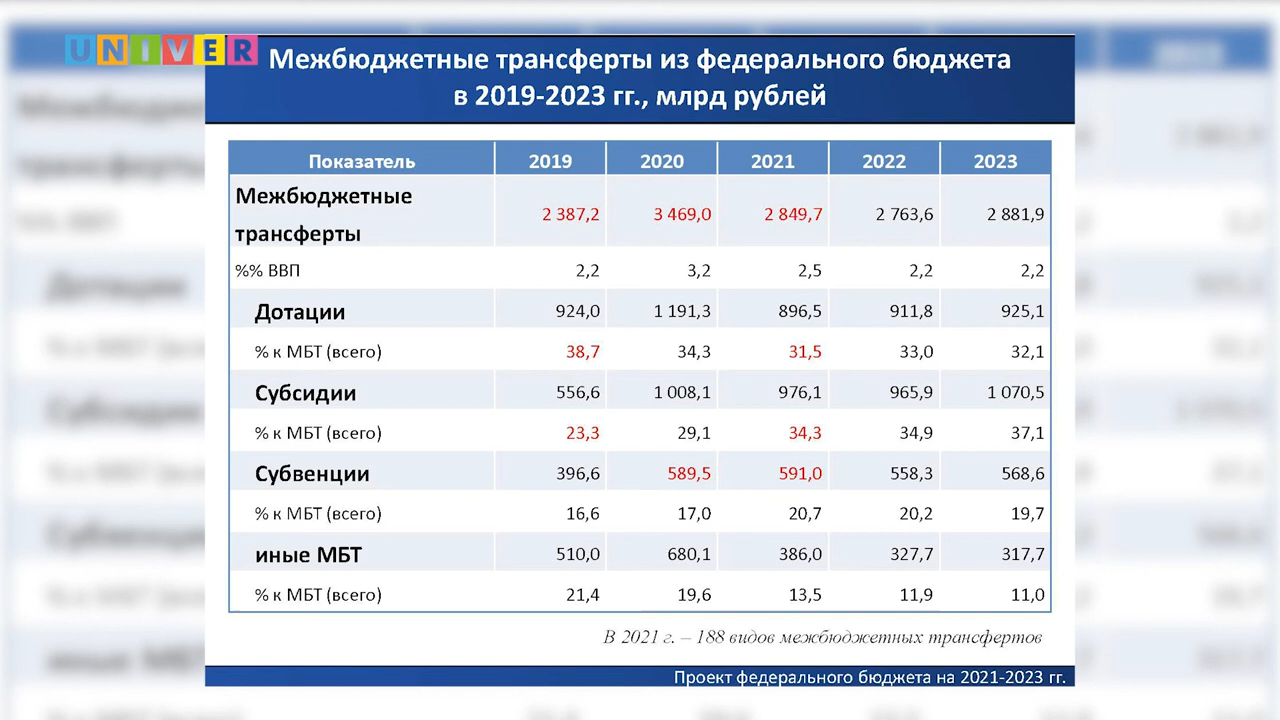 UNIVER
Межбюджетные трансферты из федерального бюджета
в 2019-2023 гг., млрд рублей
Показатель 2019 2020 2021 2022 2023
Межбюджетные
трансферты 2 387,2 3 469,0 2 849,7 2 763,6 2 881,9
%% ВВП 2,2 3,2 2,5 2,2 2,2
Дотации 924,0 1 191,3 896,5 911,8 925,1
% к МБТ (всего) 38,7 34,3 31,5 33,0 32,1
Субсидии 556,6 1 008,1 976,1 965,9 1 070,5
% к МБТ (всего) 23,3 29,1 34,3 34,9 37,1
Субвенции 396,6 589,5 591,0 558,3 568,6
% к МБТ (всего) 16,6 17,0 20,7 20,2 19,7
иные МБТ 510,0 680,1 386,0 327,7 317,7
% к МБТ (всего) 21,4 19,6 13,5 11,9 11,0
В 2021 г. – 188 видов межбюджетных трансфертов
Проект федерального бюджета на 2021-2023 гг.